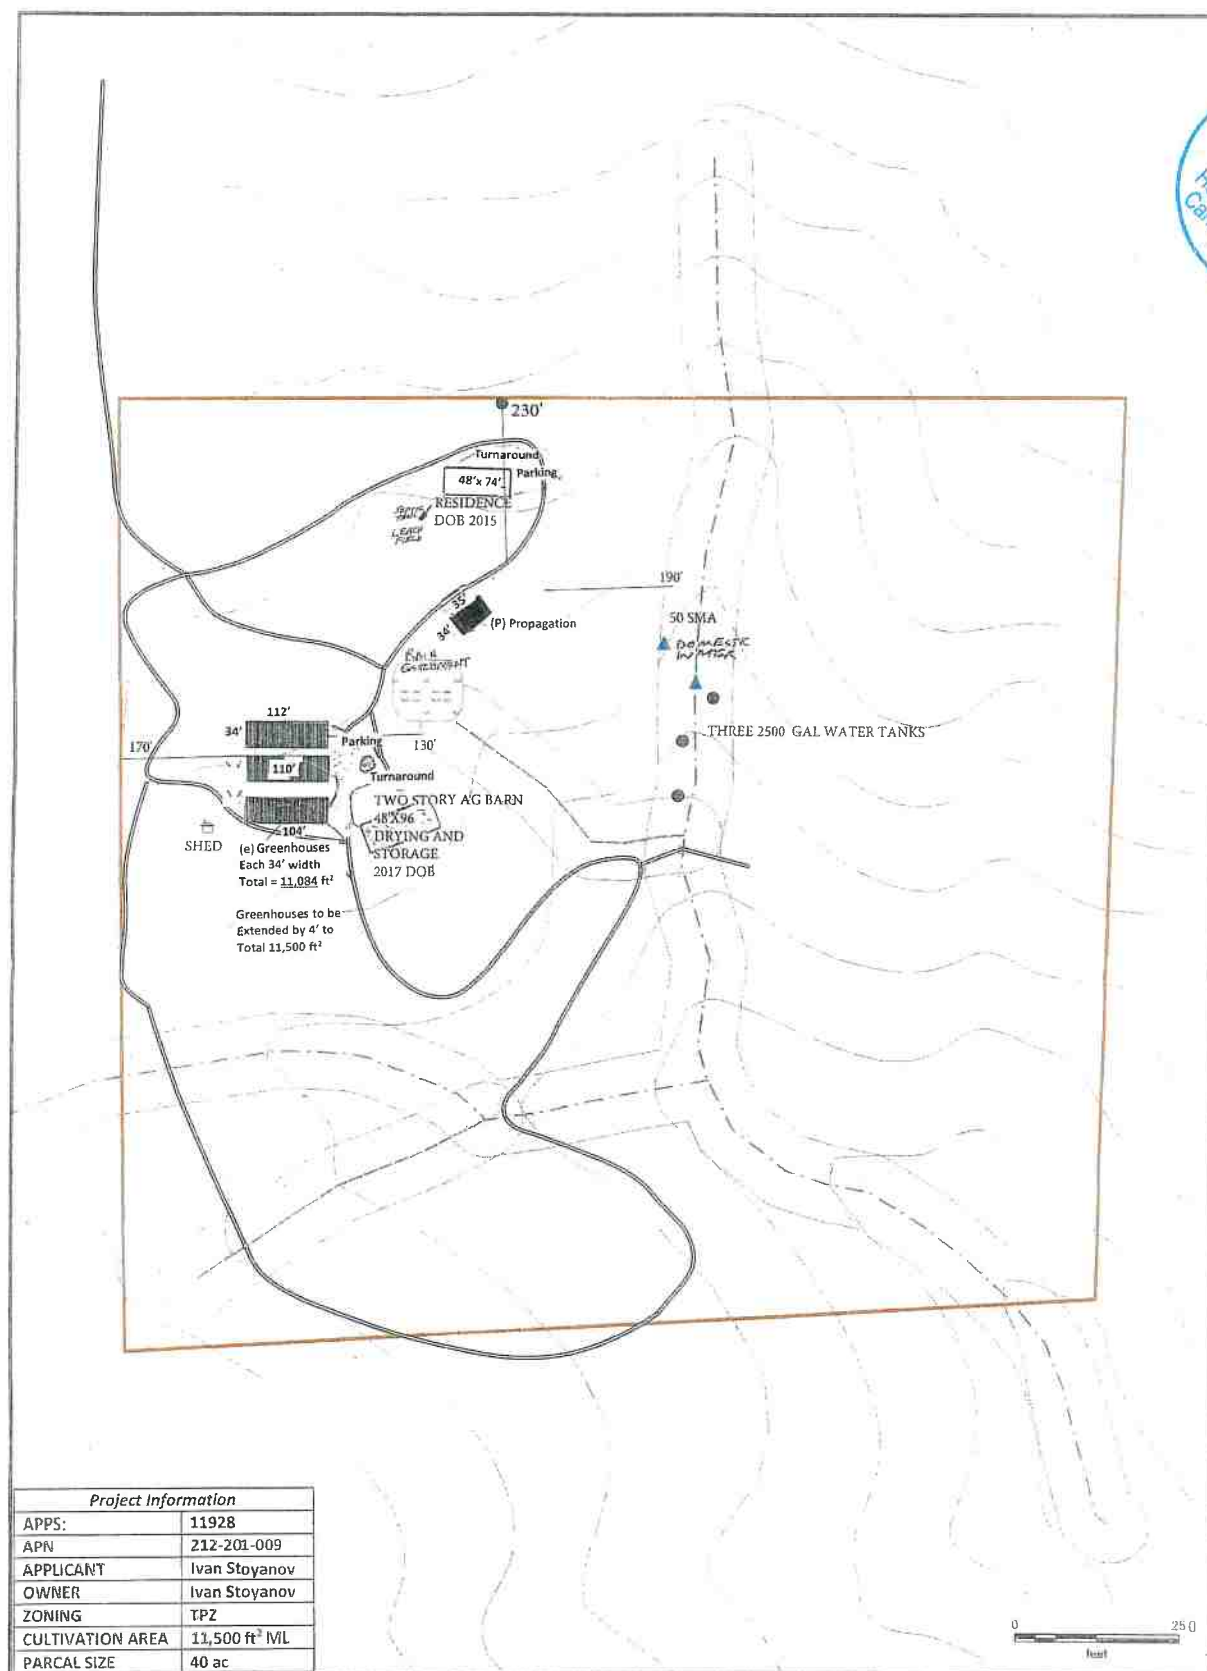 230'
Turnaround
Parking
48'x 74'
RESIDENCE
DOB 2015
LEACH
FIELD
190'
35'
34'
(P) Propagation
50 SMA
DOMESTIC
WATER
112'
34'
Parking
170'
130'
110'
Turnaround
THREE 2500 GAL WATER TANKS
TWO STORY AG BARN
48'X96
DRYING AND
STORAGE
2017 DOB
SHED
104'
(e) Greenhouses
Each 34' width
Total = 11,084 ft²
Greenhouses to be
Extended by 4' to
Total 11,500 ft²
Project Information
APPS: 11928
APN 212-201-009
APPLICANT Ivan Stoyanov
OWNER Ivan Stoyanov
ZONING TPZ
CULTIVATION AREA 11,500 ft² ML
PARCAL SIZE 40 ac
0 250
feet